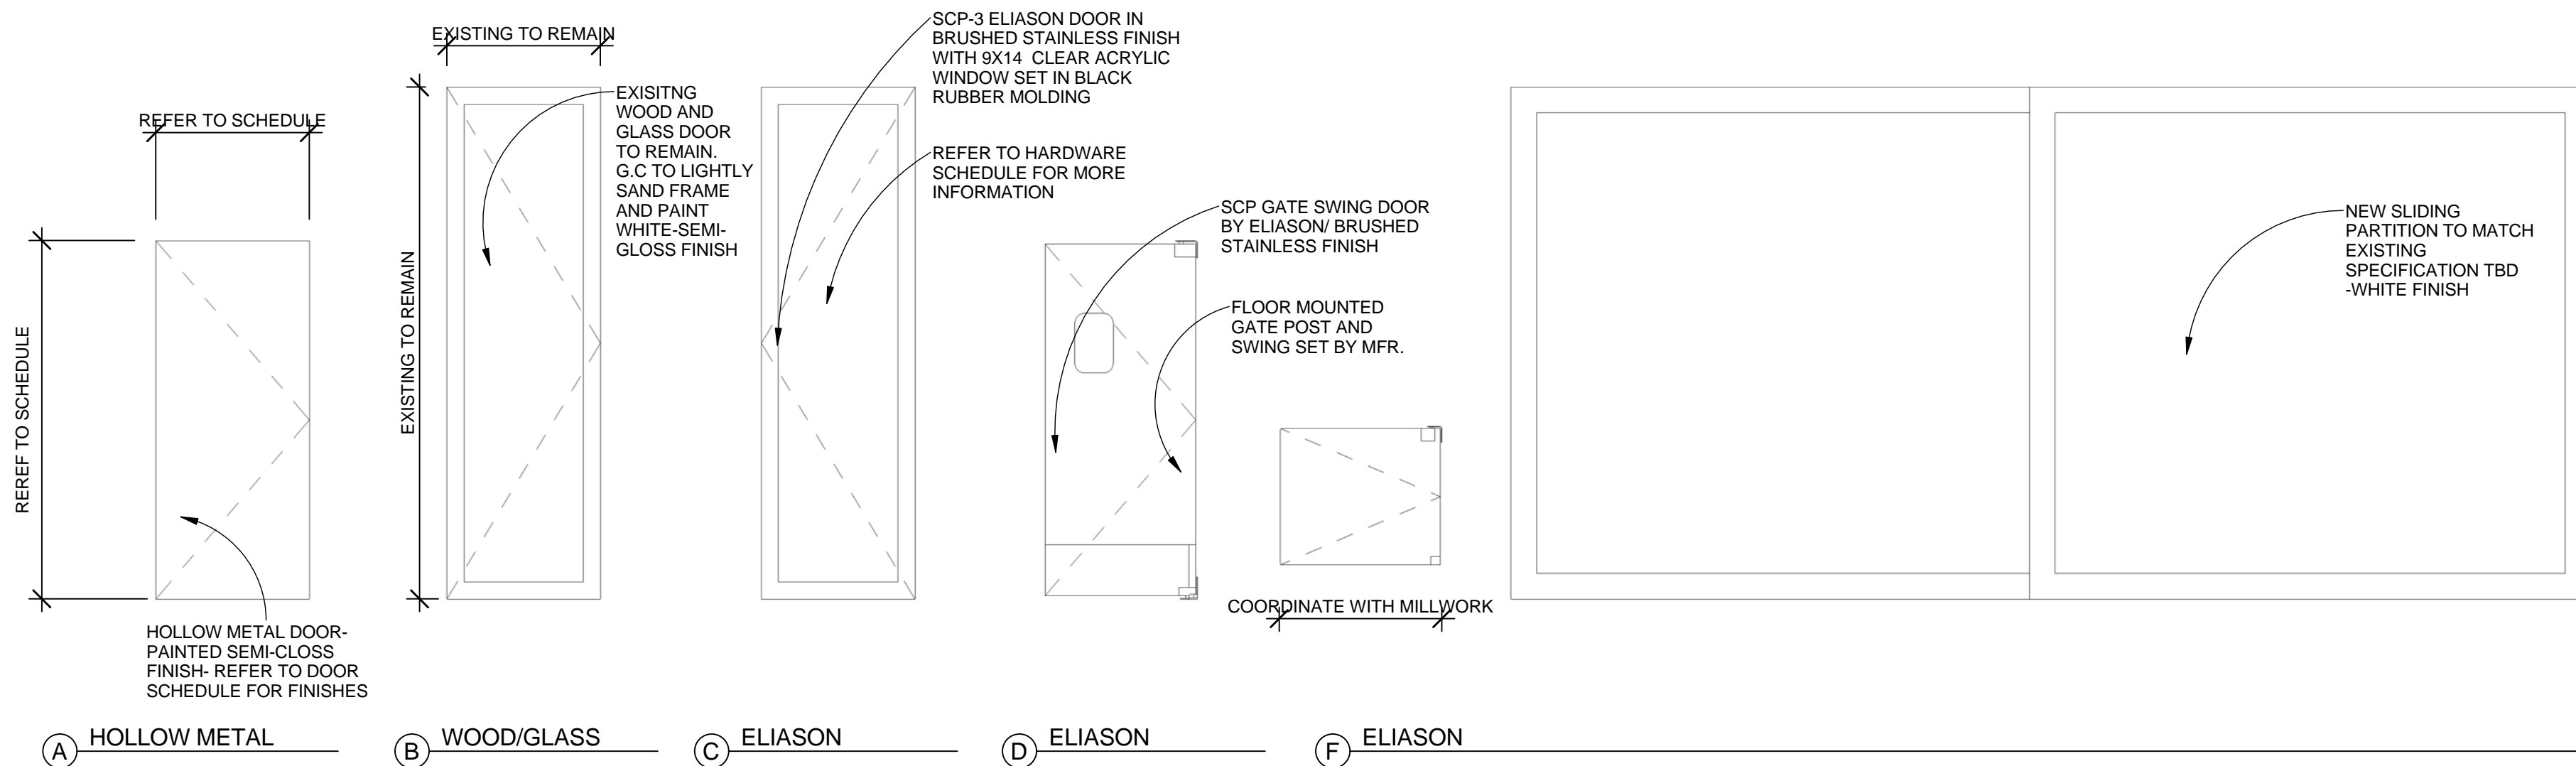 REFER TO SCHEDULE
REREF TO SCHEDULE
HOLLOW METAL DOOR-
PAINTED SEMI-CLOSS
FINISH- REFER TO DOOR
SCHEDULE FOR FINISHES
EXISTING TO REMAIN
EXISTING TO REMAIN
EXISITNG
WOOD AND
GLASS DOOR
TO REMAIN.
G.C TO LIGHTLY
SAND FRAME
AND PAINT
WHITE-SEMI-
GLOSS FINISH
SCP-3 ELIASON DOOR IN
BRUSHED STAINLESS FINISH
WITH 9X14 CLEAR ACRYLIC
WINDOW SET IN BLACK
RUBBER MOLDING
REFER TO HARDWARE
SCHEDULE FOR MORE
INFORMATION
SCP GATE SWING DOOR
BY ELIASON/ BRUSHED
STAINLESS FINISH
FLOOR MOUNTED
GATE POST AND
SWING SET BY MFR.
COORDINATE WITH MILLWORK
NEW SLIDING
PARTITION TO MATCH
EXISTING
SPECIFICATION TBD
-WHITE FINISH
A HOLLOW METAL
B WOOD/GLASS
C ELIASON
D ELIASON
F ELIASON